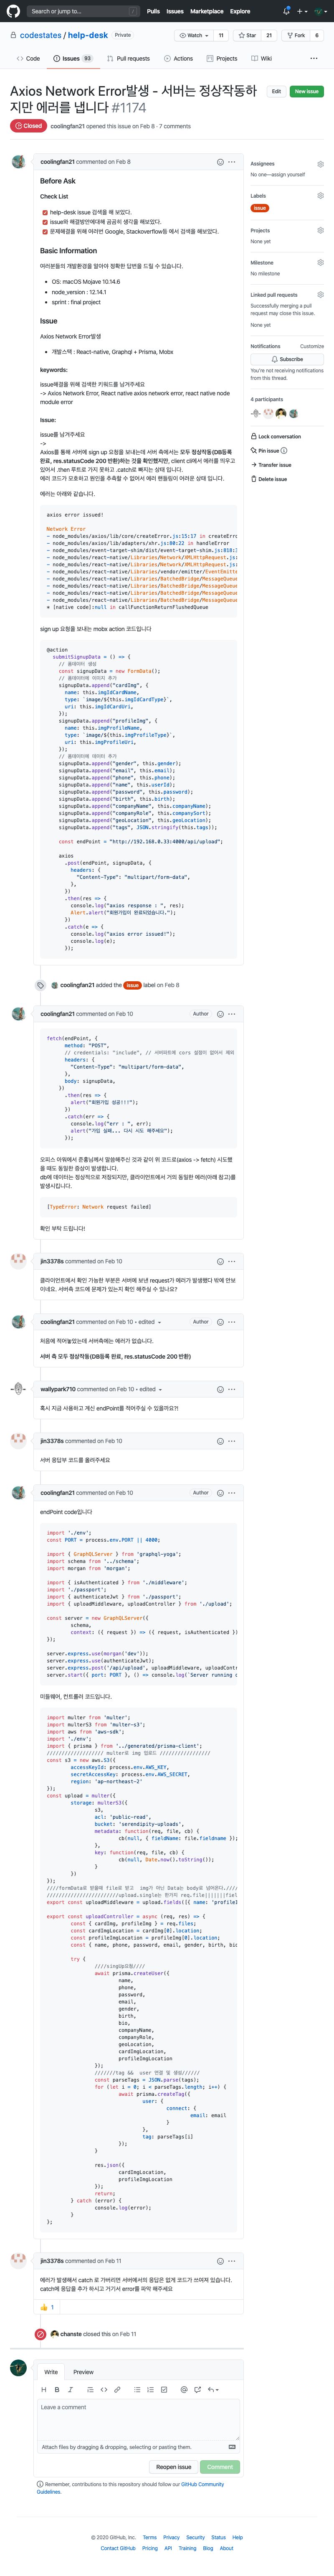 Search or jump to...
Pulls Issues Marketplace Explore
codestates / help-desk Private
Watch 11 Star 21 Fork 6
Code Issues 93 Pull requests Actions Projects Wiki
Axios Network Error발생 - 서버는 정상작동하
지만 에러를 냅니다 #1174
Edit New issue
Closed coolingfan21 opened this issue on Feb 8 · 7 comments
coolingfan21 commented on Feb 8
Before Ask
Check List
help-desk issue 검색을 해 보았다.
issue와 해결방안에대해 곰곰히 생각을 해보았다.
문제해결을 위해 여러번 Google, Stackoverflow등 에서 검색을 해보았다.
Basic Information
여러분들의 개발환경을 알아야 정확한 답변을 드릴 수 있습니다.
OS: macOS Mojave 10.14.6
node_version : 12.14.1
sprint : final project
Issue
Axios Network Error발생
개발스택 : React-native, Graphql + Prisma, Mobx
keywords:
issue해결을 위해 검색한 키워드를 남겨주세요
-> Axios Network Error, React native axios network error, react native node
module error
Issue:
issue를 남겨주세요
->
Axios를 통해 서버에 sign up 요청을 보내는데 서버 측에서는 모두 정상작동(DB등록
완료, res.statusCode 200 반환)하는 것을 확인했지만, client 단에서 에러를 띄우고
있어서 .then 루트로 가지 못하고 .catch로 빠지는 상태 입니다.
에러 코드가 모호하고 원인을 추측할 수 없어서 에러 핸들링이 어려운 상태 입니다.
에러는 아래와 같습니다.
axios error issued!
Network Error
- node_modules/axios/lib/core/createError.js:15:17 in createError
- node_modules/axios/lib/adapters/xhr.js:80:22 in handleError
- node_modules/event-target-shim/dist/event-target-shim.js:818:
- node_modules/react-native/Libraries/Network/XMLHttpRequest.js:
- node_modules/react-native/Libraries/Network/XMLHttpRequest.js:
- node_modules/react-native/Libraries/vendor/emitter/EventEmitte
- node_modules/react-native/Libraries/BatchedBridge/MessageQueue
- node_modules/react-native/Libraries/BatchedBridge/MessageQueue
- node_modules/react-native/Libraries/BatchedBridge/MessageQueue
- node_modules/react-native/Libraries/BatchedBridge/MessageQueue
* [native code]:null in callFunctionReturnFlushedQueue
sign up 요청을 보내는 mobx action 코드입니다
@action
submitSignupData = () => {
// 폼데이터 생성
const signupData = new FormData();
// 폼데이터에 이미지 추가
signupData.append("cardImg", {
name: this.imgIdCardName,
type: `image/${this.imgIdCardType}`,
uri: this.imgIdCardUri,
});
signupData.append("profileImg", {
name: this.imgProfileName,
type: `image/${this.imgProfileType}`,
uri: this.imgProfileUri,
});
// 폼데이터에 데이터 추가
signupData.append("gender", this.gender);
signupData.append("email", this.email);
signupData.append("phone", this.phone);
signupData.append("name", this.userId);
signupData.append("password", this.password);
signupData.append("birth", this.birth);
signupData.append("companyName", this.companyName);
signupData.append("companyRole", this.companySort);
signupData.append("geoLocation", this.geoLocation);
signupData.append("tags", JSON.stringify(this.tags));
const endPoint = "http://192.168.0.33:4000/api/upload";
axios
.post(endPoint, signupData, {
headers: {
"Content-Type": "multipart/form-data",
},
})
.then(res => {
console.log("axios response : ", res);
Alert.alert("회원가입이 완료되었습니다.");
})
.catch(e => {
console.log("axios error issued!");
console.log(e);
});
coolingfan21 added the issue label on Feb 8
coolingfan21 commented on Feb 10 Author
fetch(endPoint, {
method: "POST",
// credentials: "include", // 서버파트에 cors 설정이 없어서 제외
headers: {
"Content-Type": "multipart/form-data",
},
body: signupData,
})
.then(res => {
alert("회원가입 성공!!!");
})
.catch(err => {
console.log("err : ", err);
alert("가입 실패... 다시 시도 해주세요");
});
오피스 아워에서 준홍님께서 말씀해주신 것과 같이 위 코드로(axios -> fetch) 시도했
을 때도 동일한 증상이 발생합니다.
db에 데이터는 정상적으로 저장되지만, 클라이언트에서 거의 동일한 에러(아래 참고)를
발생시킵니다.
[TypeError: Network request failed]
확인 부탁 드립니다!
jin3378s commented on Feb 10
클라이언트에서 확인 가능한 부분은 서버에 보낸 request가 에러가 발생했다 밖에 안보
이네요. 서버측 코드에 문제가 있는지 확인 해주실 수 있나요?
coolingfan21 commented on Feb 10 • edited Author
처음에 적어놓았는데 서버측에는 에러가 없습니다.
서버 측 모두 정상작동(DB등록 완료, res.statusCode 200 반환)
wallypark710 commented on Feb 10 • edited
혹시 지금 사용하고 계신 endPoint를 적어주실 수 있을까요?!
jin3378s commented on Feb 10
서버 응답부 코드를 올려주세요
coolingfan21 commented on Feb 10 Author
endPoint code입니다
import './env';
const PORT = process.env.PORT || 4000;
import { GraphQLServer } from 'graphql-yoga';
import schema from '../schema';
import morgan from 'morgan';
import { isAuthenticated } from './middleware';
import './passport';
import { authenticateJwt } from './passport';
import { uploadMiddleware, uploadController } from './upload';
const server = new GraphQLServer({
schema,
context: ({ request }) => ({ request, isAuthenticated })
});
server.express.use(morgan('dev'));
server.express.use(authenticateJwt);
server.express.post('/api/upload', uploadMiddleware, uploadCont
server.start({ port: PORT }, () => console.log(`Server running o
미들웨어, 컨트롤러 코드입니다.
import multer from 'multer';
import multerS3 from 'multer-s3';
import aws from 'aws-sdk';
import './env';
import { prisma } from '../generated/prisma-client';
/////////////////// multer로 img 업로드 /////////////////
const s3 = new aws.S3({
accessKeyId: process.env.AWS_KEY,
secretAccessKey: process.env.AWS_SECRET,
region: 'ap-northeast-2'
});
const upload = multer({
storage: multerS3({
s3,
acl: 'public-read',
bucket: 'serendipity-uploads',
metadata: function(req, file, cb) {
cb(null, { fieldName: file.fieldname });
},
key: function(req, file, cb) {
cb(null, Date.now().toString());
}
})
});
export const uploadMiddleware = upload.fields([{ name: 'profileI
export const uploadController = async (req, res) => {
const { cardImg, profileImg } = req.files;
const cardImgLocation = cardImg[0].location;
const profileImgLocation = profileImg[0].location;
const { name, phone, password, email, gender, birth, bio
try {
////singUp요청////
await prisma.createUser({
name,
phone,
password,
email,
gender,
birth,
bio,
companyName,
companyRole,
geoLocation,
cardImgLocation,
profileImgLocation
});
///////tag && user 연결 및 생성//////
const parseTags = JSON.parse(tags);
for (let i = 0; i < parseTags.length; i++) {
await prisma.createTag({
user: {
connect: {
email: email
}
},
tag: parseTags[i]
});
}
res.json({
cardImgLocation,
profileImgLocation
});
return;
} catch (error) {
console.log(error);
}
};
jin3378s commented on Feb 11
에러가 발생해서 catch 로 가버리면 서버에서의 응답은 없게 코드가 쓰여져 있습니다.
catch에 응답을 추가 하시고 거기서 error를 파악 해주세요
👍 1
chanste closed this on Feb 11
Write Preview
Leave a comment
Attach files by dragging & dropping, selecting or pasting them.
Reopen issue Comment
Remember, contributions to this repository should follow our GitHub Community
Guidelines.
Assignees
No one—assign yourself
Labels
issue
Projects
None yet
Milestone
No milestone
Linked pull requests
Successfully merging a pull
request may close this issue.
None yet
Notifications Customize
Subscribe
You're not receiving notifications
from this thread.
4 participants
Lock conversation
Pin issue
Transfer issue
Delete issue
© 2020 GitHub, Inc. Terms Privacy Security Status Help
Contact GitHub Pricing API Training Blog About